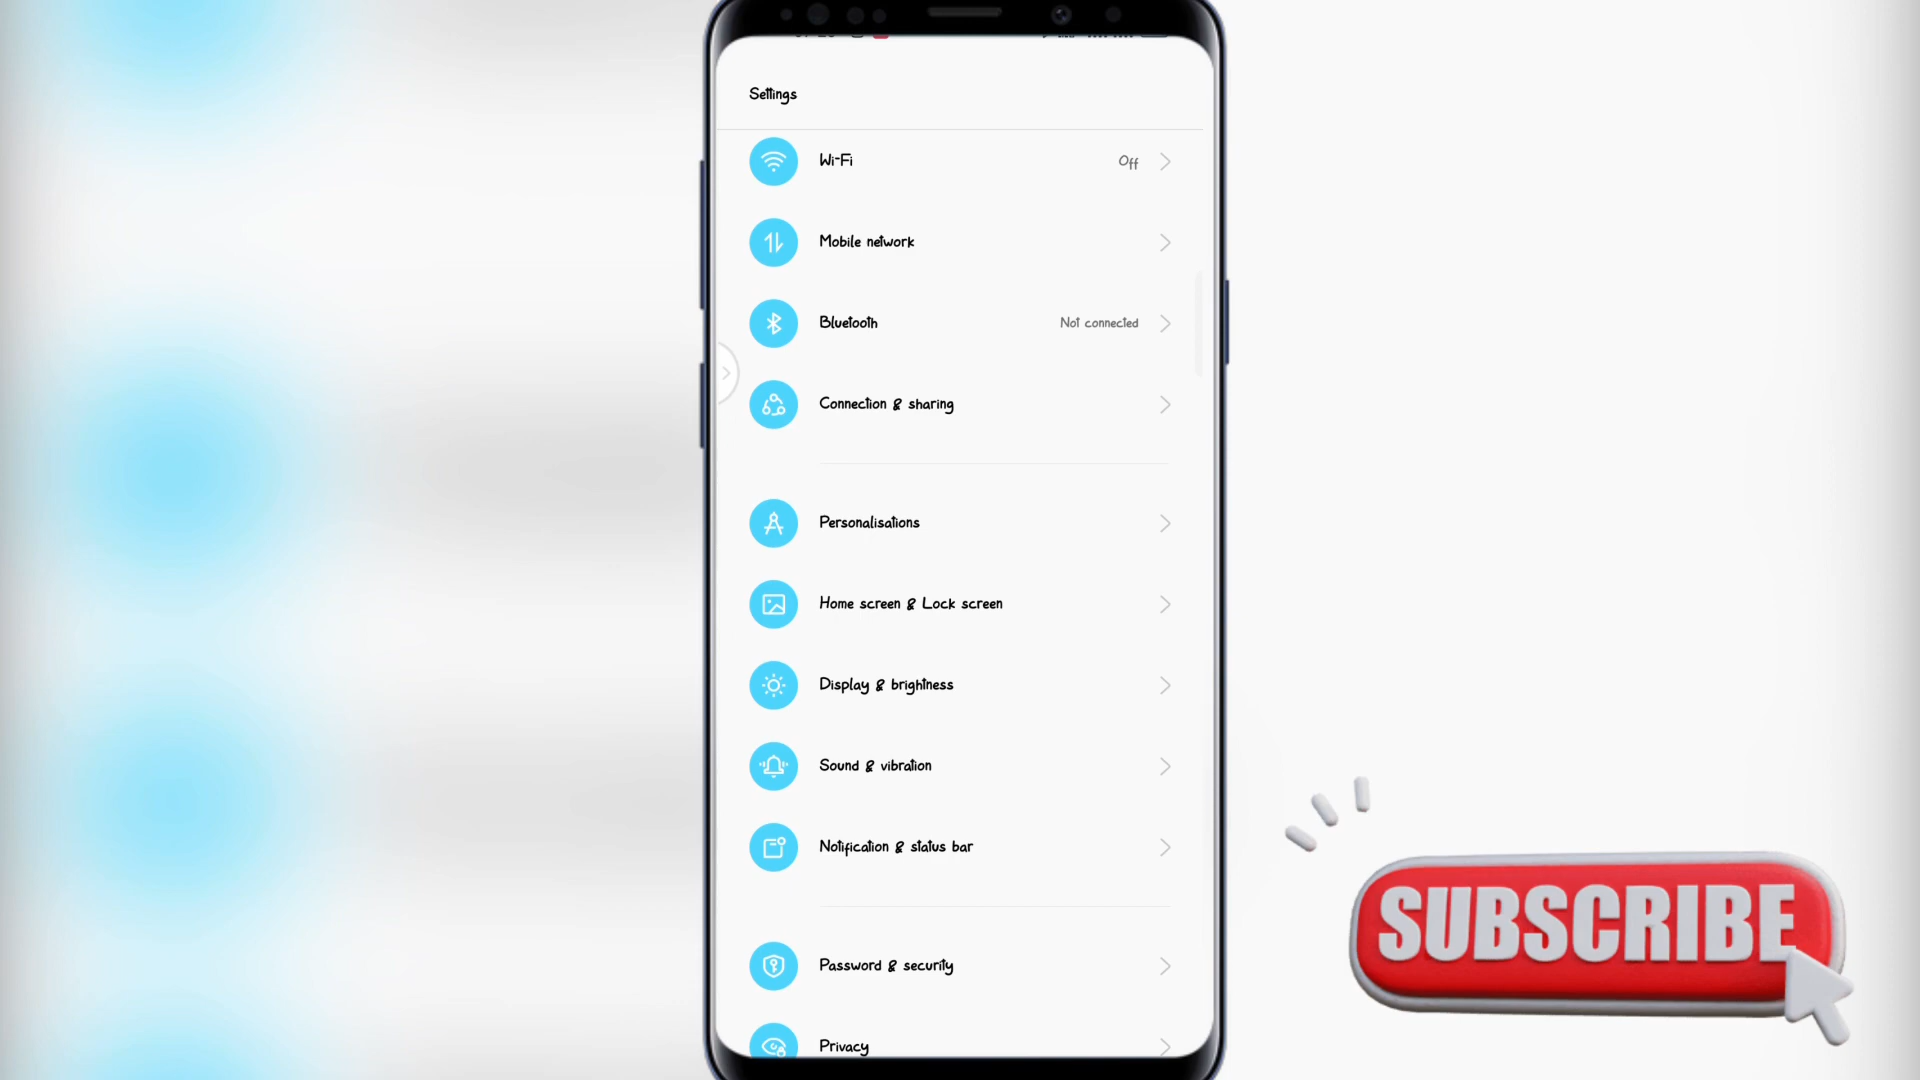 Settings
Wi-Fi
Off
Mobile network
Bluetooth
Not connected
Connection & sharing
Personalisations
Home screen & Lock screen
Display & brightness
Sound & vibration
Notification & status bar
Password & security
Privacy
SUBSCRIBE